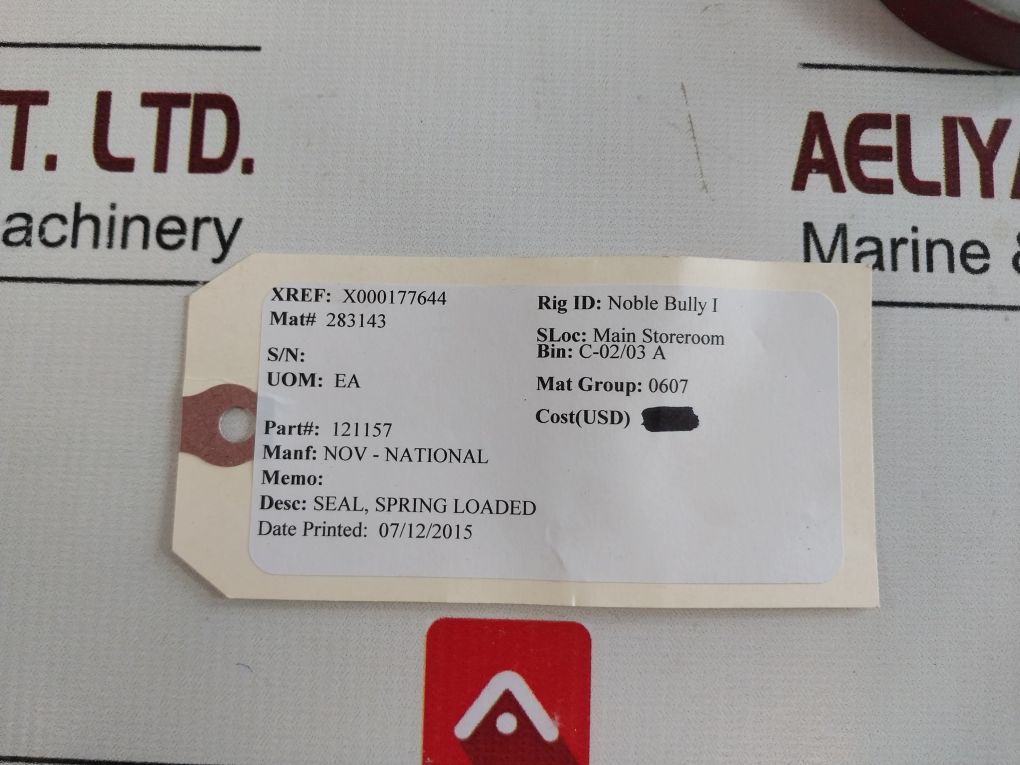 T. LTD.
achinery
AELIYA
Marine &
XREF: X000177644
Mat# 283143
S/N:
UOM: EA
Part#: 121157
Manf: NOV - NATIONAL
Memo:
Desc: SEAL, SPRING LOADED
Date Printed: 07/12/2015
Rig ID: Noble Bully I
SLoc: Main Storeroom
Bin: C-02/03 A
Mat Group: 0607
Cost(USD)